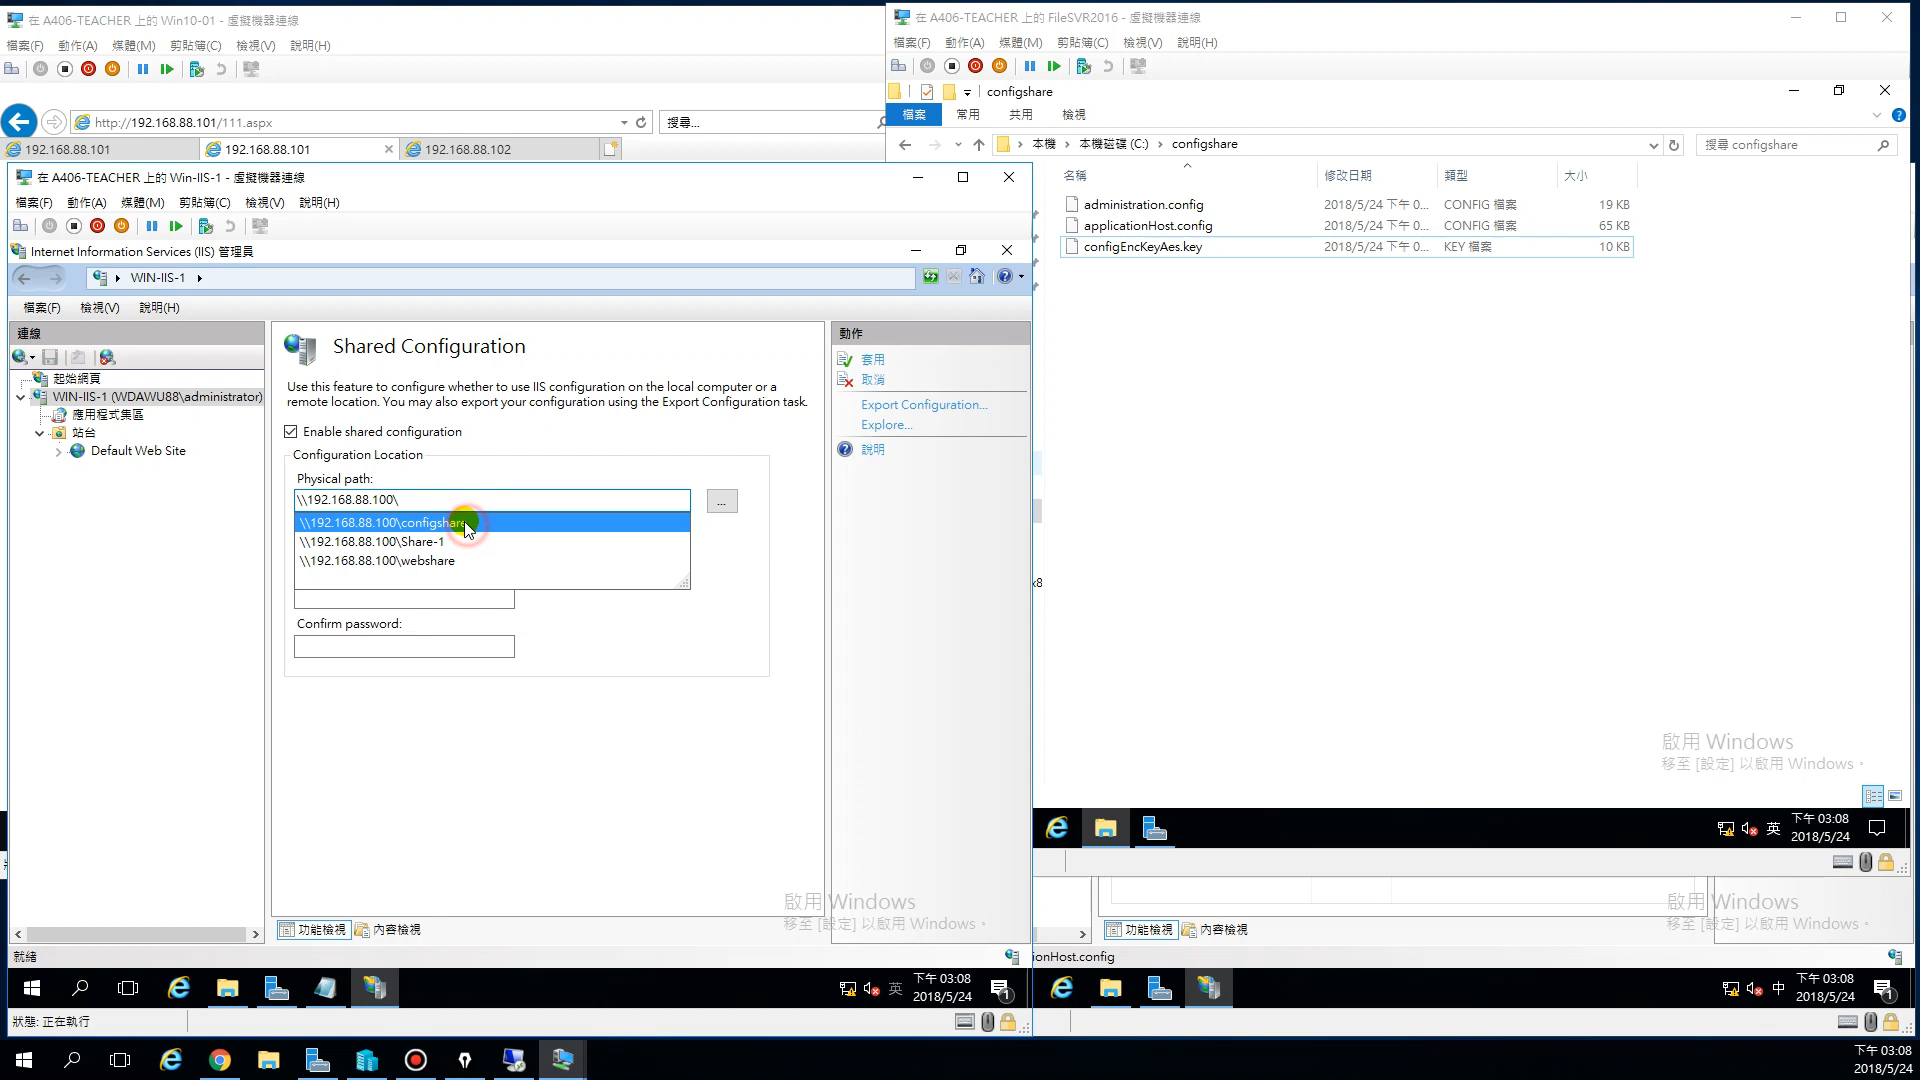 在 A406-TEACHER 上的 Win10-01 - 虛擬機器連線
檔案(F) 動作(A) 媒體(M) 剪貼簿(C) 檢視(V) 說明(H)
http://192.168.88.101/111.aspx
搜尋...
192.168.88.101
192.168.88.101
192.168.88.102
在 A406-TEACHER 上的 FileSVR2016 - 虛擬機器連線
檔案(F) 動作(A) 媒體(M) 剪貼簿(C) 檢視(V) 說明(H)
configshare
檔案 常用 共用 檢視
本機 本機磁碟 (C:) configshare
搜尋 configshare
名稱 修改日期 類型 大小
administration.config 2018/5/24 下午 0... CONFIG 檔案 19 KB
applicationHost.config 2018/5/24 下午 0... CONFIG 檔案 65 KB
configEncKeyAes.key 2018/5/24 下午 0... KEY 檔案 10 KB
啟用 Windows
移至 [設定] 以啟用 Windows。
英
下午 03:08
2018/5/24
在 A406-TEACHER 上的 Win-IIS-1 - 虛擬機器連線
檔案(F) 動作(A) 媒體(M) 剪貼簿(C) 檢視(V) 說明(H)
Internet Information Services (IIS) 管理員
WIN-IIS-1
檔案(F) 檢視(V) 說明(H)
連線
起始網頁
WIN-IIS-1 (WDAWU88\administrator)
應用程式集區
站台
Default Web Site
Shared Configuration
Use this feature to configure whether to use IIS configuration on the local computer or a
remote location. You may also export your configuration using the Export Configuration task.
Enable shared configuration
Configuration Location
Physical path:
\\192.168.88.100\
...
\\192.168.88.100\configshare
\\192.168.88.100\Share-1
\\192.168.88.100\webshare
Confirm password:
動作
套用
取消
Export Configuration...
Explore...
說明
x8
啟用 Windows
移至 [設定] 以啟用 Windows。
功能檢視 內容檢視
就緒
英
下午 03:08
2018/5/24
1
狀態: 正在執行
啟用 Windows
移至 [設定] 以啟用 Windows。
功能檢視 內容檢視
ionHost.config
中
下午 03:08
2018/5/24
1
下午 03:08
2018/5/24